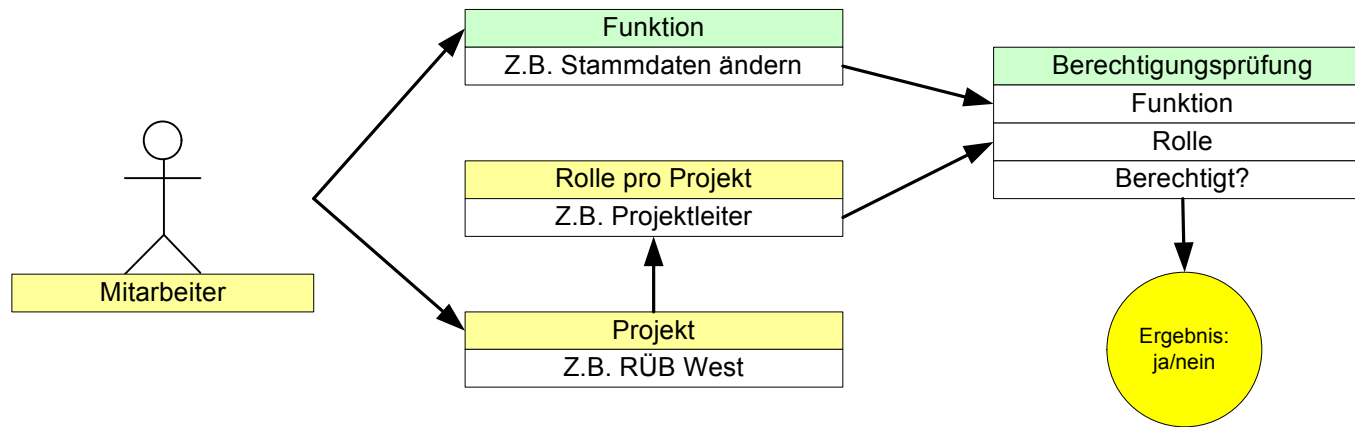 Funktion
Z.B. Stammdaten ändern
Berechtigungsprüfung
Funktion
Rolle
Berechtigt?
Rolle pro Projekt
Z.B. Projektleiter
Mitarbeiter
Projekt
Z.B. RÜB West
Ergebnis:
ja/nein